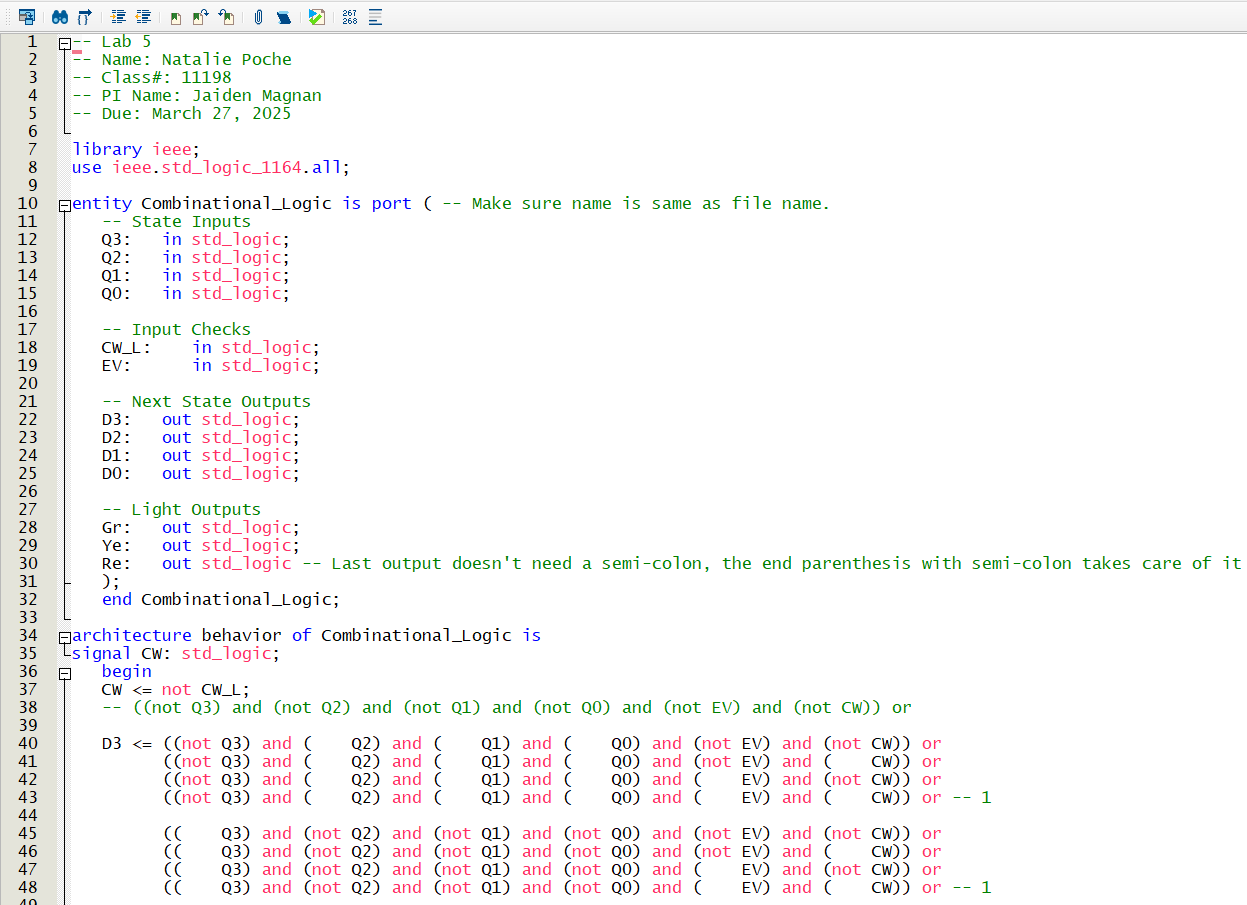 267
268
1 -- Lab 5
2 -- Name: Natalie Poche
3 -- Class#: 11198
4 -- PI Name: Jaiden Magnan
5 -- Due: March 27, 2025
6
7 library ieee;
8 use ieee.std_logic_1164.all;
9
10 entity Combinational_Logic is port ( -- Make sure name is same as file name.
11    -- State Inputs
12    Q3:   in std_logic;
13    Q2:   in std_logic;
14    Q1:   in std_logic;
15    Q0:   in std_logic;
16
17    -- Input Checks
18    CW_L:    in std_logic;
19    EV:      in std_logic;
20
21    -- Next State Outputs
22    D3:   out std_logic;
23    D2:   out std_logic;
24    D1:   out std_logic;
25    D0:   out std_logic;
26
27    -- Light Outputs
28    Gr:   out std_logic;
29    Ye:   out std_logic;
30    Re:   out std_logic -- Last output doesn't need a semi-colon, the end parenthesis with semi-colon takes care of it
31    );
32    end Combinational_Logic;
33
34 architecture behavior of Combinational_Logic is
35 signal CW: std_logic;
36    begin
37    CW <= not CW_L;
38    -- ((not Q3) and (not Q2) and (not Q1) and (not Q0) and (not EV) and (not CW)) or
39
40    D3 <= ((not Q3) and (    Q2) and (    Q1) and (    Q0) and (not EV) and (not CW)) or
41          ((not Q3) and (    Q2) and (    Q1) and (    Q0) and (not EV) and (    CW)) or
42          ((not Q3) and (    Q2) and (    Q1) and (    Q0) and (    EV) and (not CW)) or
43          ((not Q3) and (    Q2) and (    Q1) and (    Q0) and (    EV) and (    CW)) or -- 1
44
45          ((    Q3) and (not Q2) and (not Q1) and (not Q0) and (not EV) and (not CW)) or
46          ((    Q3) and (not Q2) and (not Q1) and (not Q0) and (not EV) and (    CW)) or
47          ((    Q3) and (not Q2) and (not Q1) and (not Q0) and (    EV) and (not CW)) or
48          ((    Q3) and (not Q2) and (not Q1) and (not Q0) and (    EV) and (    CW)) or -- 1
49